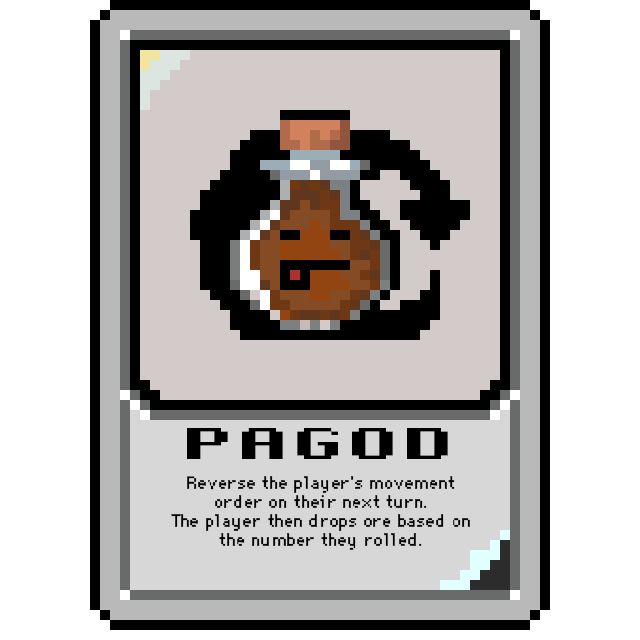 PAGOD
Reverse the player's movement
order on their next turn.
The player then drops ore based on
the number they rolled.